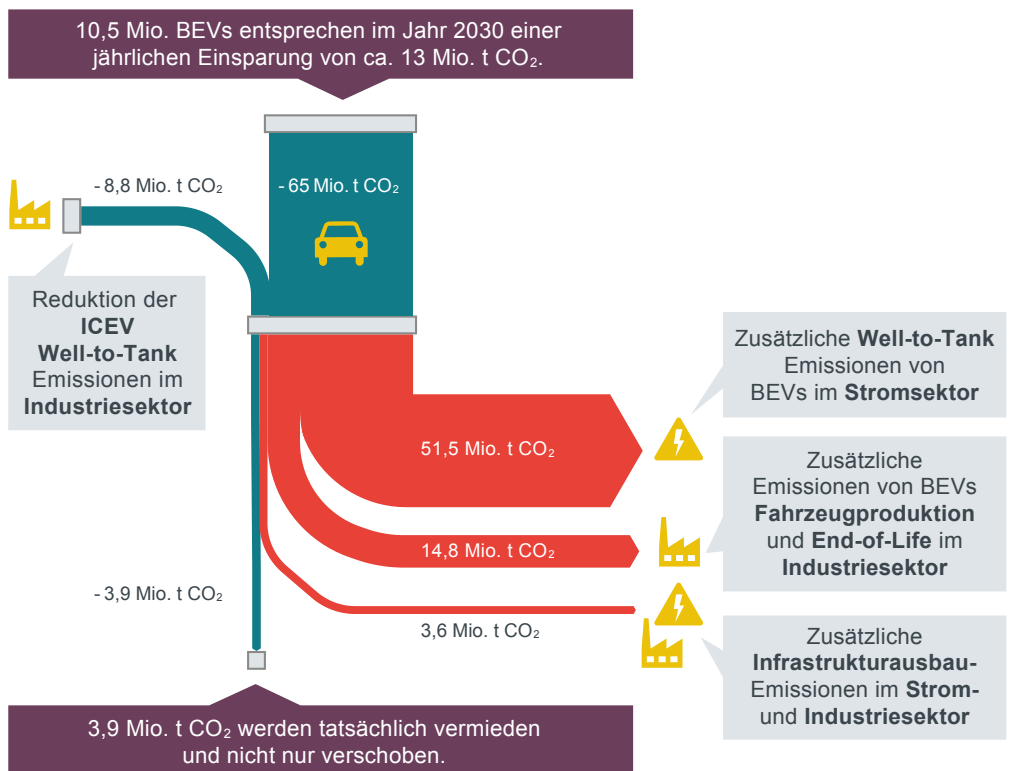 10,5 Mio. BEVs entsprechen im Jahr 2030 einer
jährlichen Einsparung von ca. 13 Mio. t CO₂.
- 8,8 Mio. t CO₂
- 65 Mio. t CO₂
Reduktion der
ICEV
Well-to-Tank
Emissionen im
Industriesektor
Zusätzliche Well-to-Tank
Emissionen von
BEVs im Stromsektor
51,5 Mio. t CO₂
Zusätzliche
Emissionen von BEVs
Fahrzeugproduktion
und End-of-Life im
Industriesektor
14,8 Mio. t CO₂
- 3,9 Mio. t CO₂
3,6 Mio. t CO₂
Zusätzliche
Infrastrukturausbau-
Emissionen im Strom-
und Industriesektor
3,9 Mio. t CO₂ werden tatsächlich vermieden
und nicht nur verschoben.